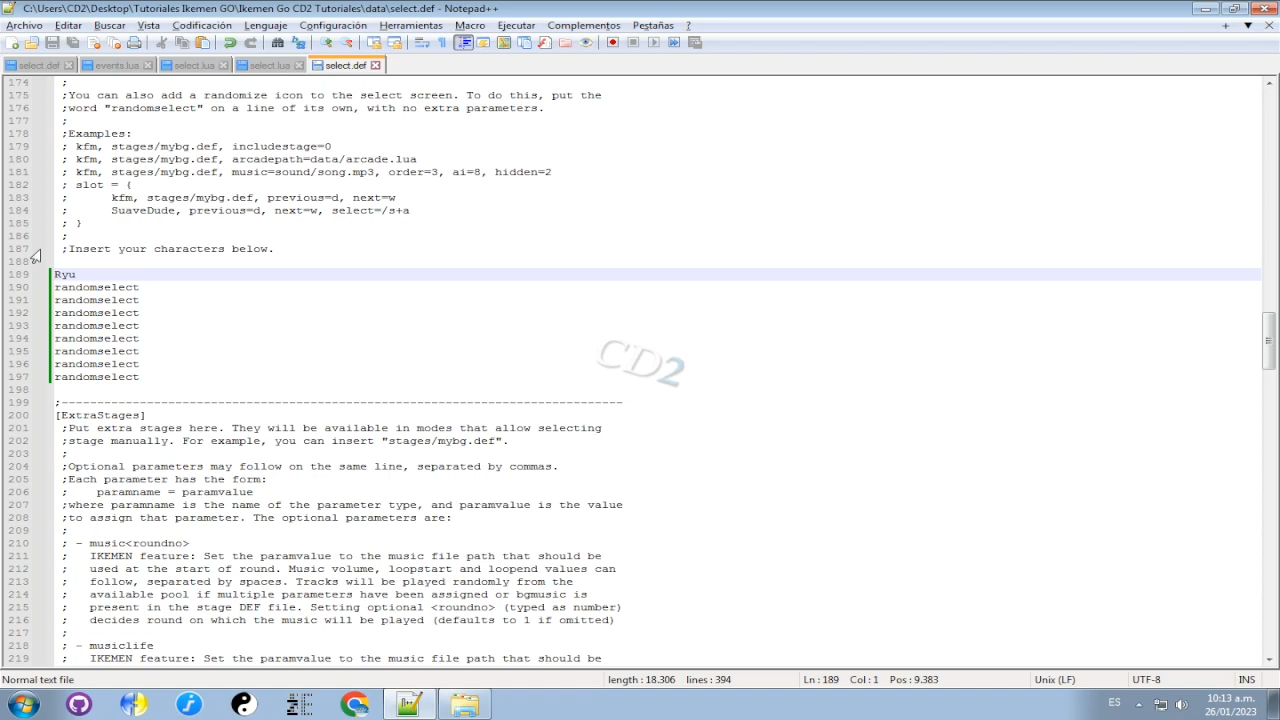 C:\Users\CD2\Desktop\Tutoriales Ikemen GO\Ikemen Go CD2 Tutoriales\data\select.def - Notepad++
Archivo Editar Buscar Vista Codificación Lenguaje Configuración Herramientas Macro Ejecutar Complementos Pestañas ?
select.def events.lua select.lua select.lua select.def
174 ;
175 ;You can also add a randomize icon to the select screen. To do this, put the
176 ;word "randomselect" on a line of its own, with no extra parameters.
177 ;
178 ;Examples:
179 ; kfm, stages/mybg.def, includestage=0
180 ; kfm, stages/mybg.def, arcadepath=data/arcade.lua
181 ; kfm, stages/mybg.def, music=sound/song.mp3, order=3, ai=8, hidden=2
182 ; slot = {
183 ;      kfm, stages/mybg.def, previous=d, next=w
184 ;      SuaveDude, previous=d, next=w, select=/s+a
185 ; }
186 ;
187 ;Insert your characters below.
188
189 Ryu
190 randomselect
191 randomselect
192 randomselect
193 randomselect
194 randomselect
195 randomselect
196 randomselect
197 randomselect
CD2
198
199 ;-------------------------------------------------------------------------------
200 [ExtraStages]
201 ;Put extra stages here. They will be available in modes that allow selecting
202 ;stage manually. For example, you can insert "stages/mybg.def".
203 ;
204 ;Optional parameters may follow on the same line, separated by commas.
205 ;Each parameter has the form:
206 ;    paramname = paramvalue
207 ;where paramname is the name of the parameter type, and paramvalue is the value
208 ;to assign that parameter. The optional parameters are:
209 ;
210 ; - music<roundno>
211 ;   IKEMEN feature: Set the paramvalue to the music file path that should be
212 ;   used at the start of round. Music volume, loopstart and loopend values can
213 ;   follow, separated by spaces. Tracks will be played randomly from the
214 ;   available pool if multiple parameters have been assigned or bgmusic is
215 ;   present in the stage DEF file. Setting optional <roundno> (typed as number)
216 ;   decides round on which the music will be played (defaults to 1 if omitted)
217 ;
218 ; - musiclife
219 ;   IKEMEN feature: Set the paramvalue to the music file path that should be
Normal text file length : 18.306 lines : 394 Ln : 189 Col : 1 Pos : 9.383 Unix (LF) UTF-8 INS
ES 10:13 a.m.
26/01/2023